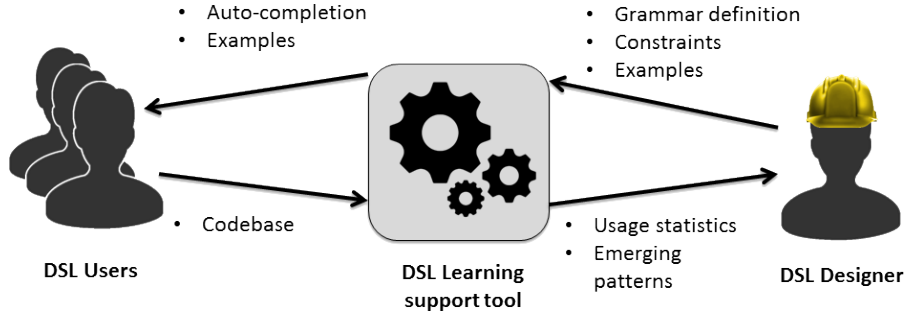 • Auto-completion
• Examples
• Grammar definition
• Constraints
• Examples
• Codebase
• Usage statistics
• Emerging
patterns
DSL Users
DSL Learning
support tool
DSL Designer